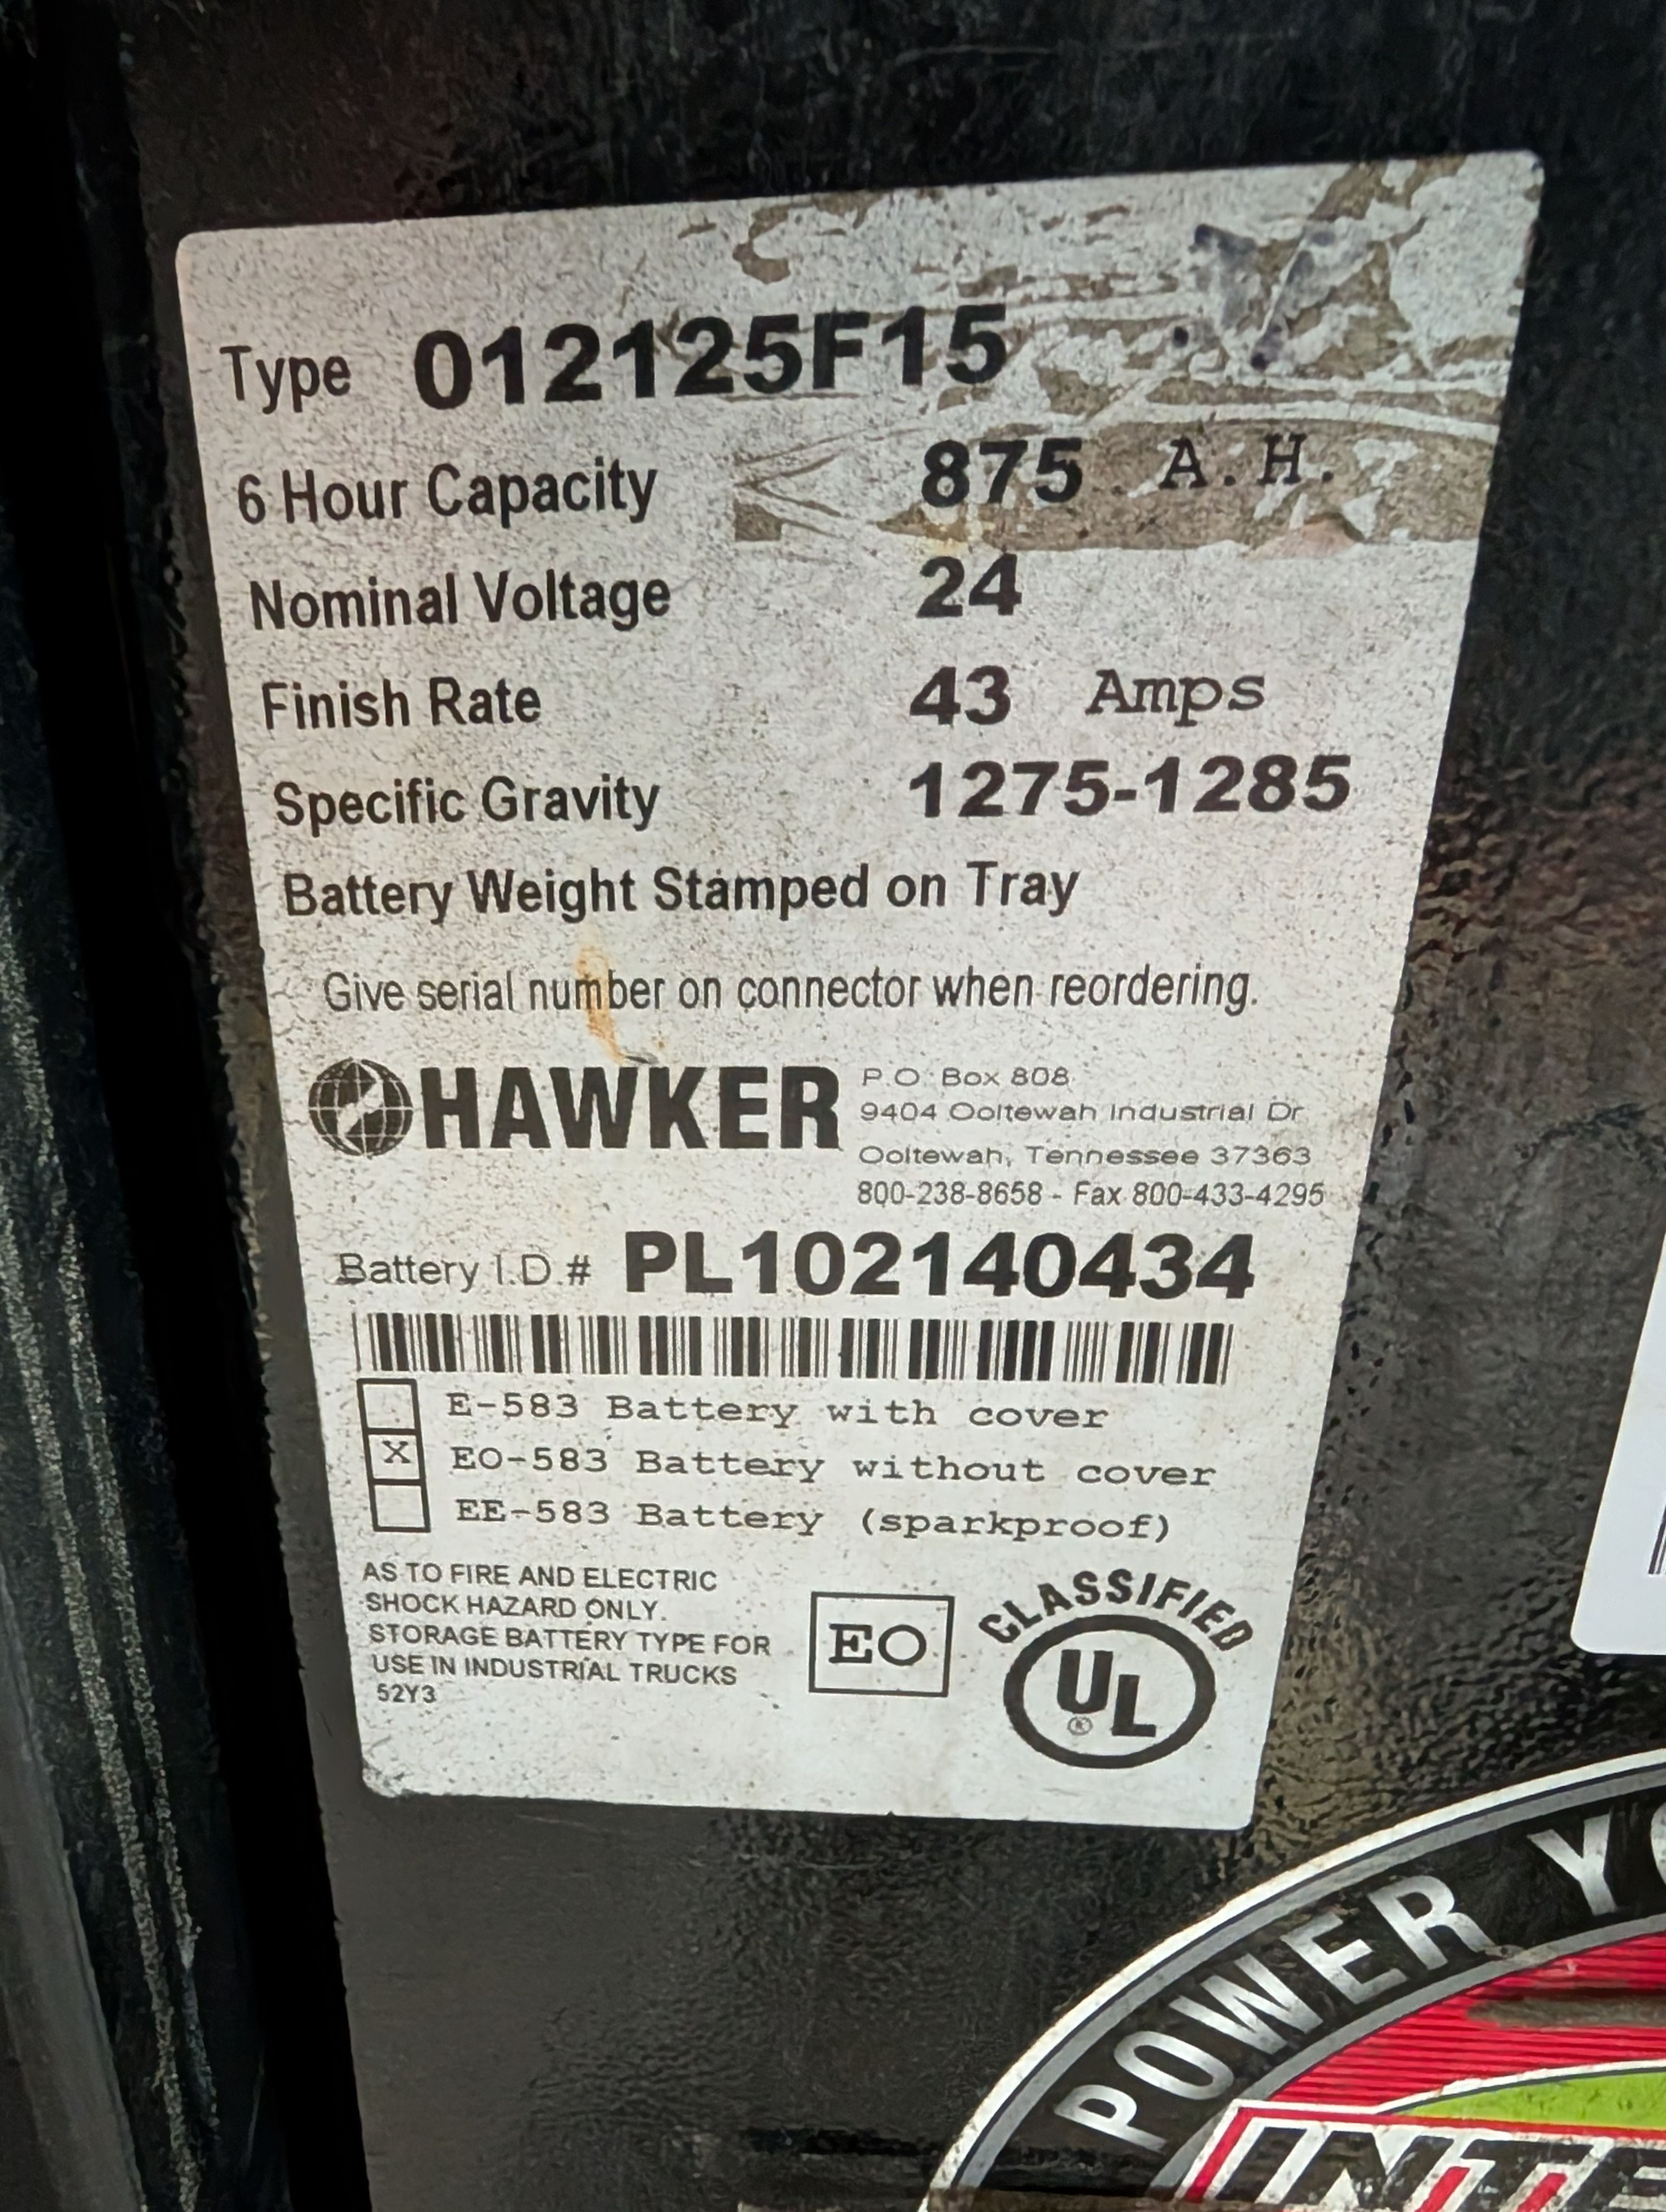 Type 012125F15
6 Hour Capacity 875 A.H.
Nominal Voltage 24
Finish Rate 43 Amps
Specific Gravity 1275-1285
Battery Weight Stamped on Tray
Give serial number on connector when reordering.
HAWKER
P.O. Box 808
9404 Ooltewah Industrial Dr
Ooltewah, Tennessee 37363
800-238-8658 - Fax 800-433-4295
Battery I.D.# PL102140434
E-583 Battery with cover
X EO-583 Battery without cover
EE-583 Battery (sparkproof)
AS TO FIRE AND ELECTRIC
SHOCK HAZARD ONLY.
STORAGE BATTERY TYPE FOR
USE IN INDUSTRIAL TRUCKS
52Y3
EO
CLASSIFIED
UL
®
POWER